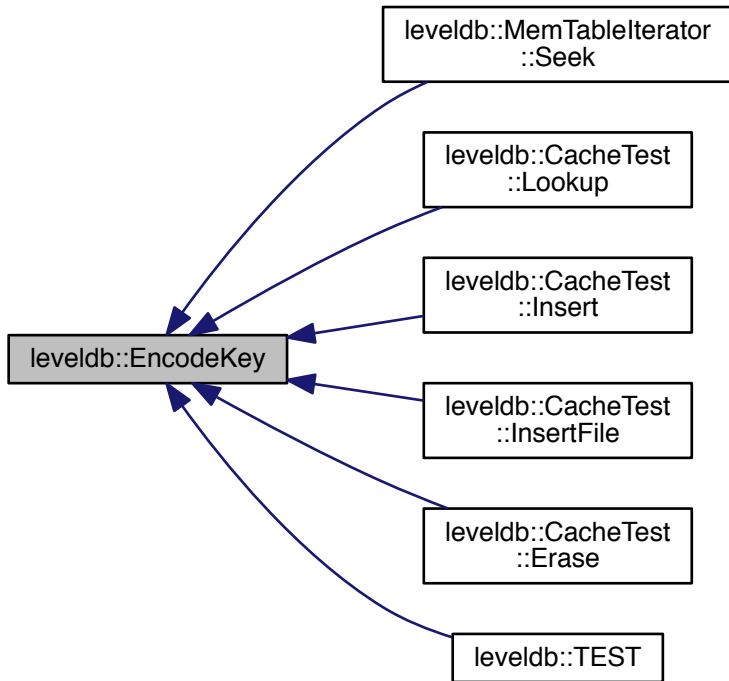 leveldb::MemTableIterator
::Seek
leveldb::CacheTest
::Lookup
leveldb::CacheTest
::Insert
leveldb::EncodeKey
leveldb::CacheTest
::InsertFile
leveldb::CacheTest
::Erase
leveldb::TEST